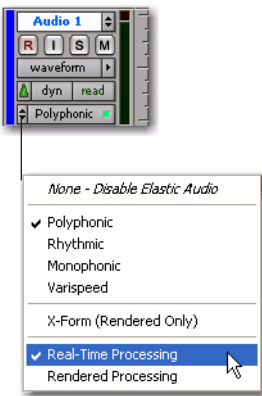 Audio 1
R I S M
waveform
dyn read
Polyphonic
None - Disable Elastic Audio
Polyphonic
Rhythmic
Monophonic
Varispeed
X-Form (Rendered Only)
Real-Time Processing
Rendered Processing